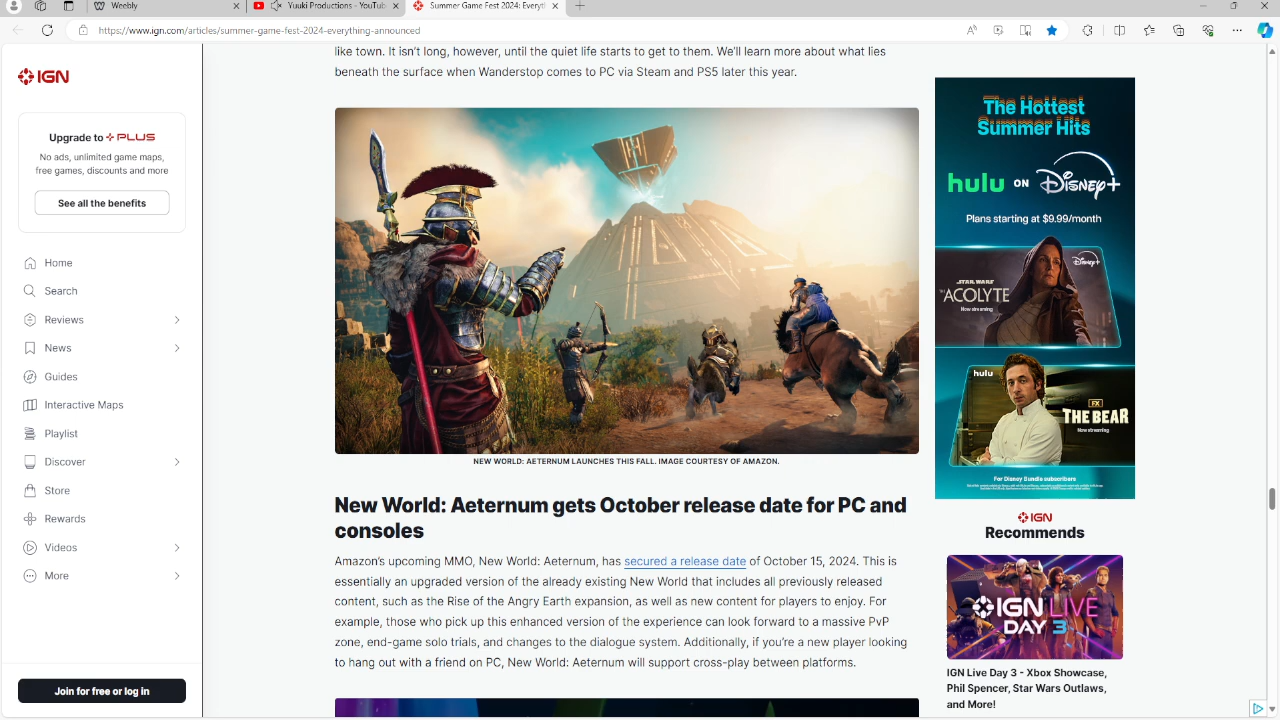 Weebly
Yuuki Productions - YouTube
Summer Game Fest 2024: Everyt
https://www.ign.com/articles/summer-game-fest-2024-everything-announced
IGN
Upgrade to PLUS
No ads, unlimited game maps,
free games, discounts and more
See all the benefits
Home
Search
Reviews
News
Guides
Interactive Maps
Playlist
Discover
Store
Rewards
Videos
More
Join for free or log in
like town. It isn’t long, however, until the quiet life starts to get to them. We’ll learn more about what lies
beneath the surface when Wanderstop comes to PC via Steam and PS5 later this year.
NEW WORLD: AETERNUM LAUNCHES THIS FALL. IMAGE COURTESY OF AMAZON.
New World: Aeternum gets October release date for PC and
consoles
Amazon’s upcoming MMO, New World: Aeternum, has secured a release date of October 15, 2024. This is
essentially an upgraded version of the already existing New World that includes all previously released
content, such as the Rise of the Angry Earth expansion, as well as new content for players to enjoy. For
example, those who pick up this enhanced version of the experience can look forward to a massive PvP
zone, end-game solo trials, and changes to the dialogue system. Additionally, if you’re a new player looking
to hang out with a friend on PC, New World: Aeternum will support cross-play between platforms.
The Hottest
Summer Hits
hulu ON Disney+
Plans starting at $9.99/month
Disney+
STAR WARS
THE ACOLYTE
Now streaming
hulu
FX
THE BEAR
Now streaming
For Disney Bundle subscribers
IGN
Recommends
IGN LIVE
DAY 3
IGN Live Day 3 - Xbox Showcase,
Phil Spencer, Star Wars Outlaws,
and More!